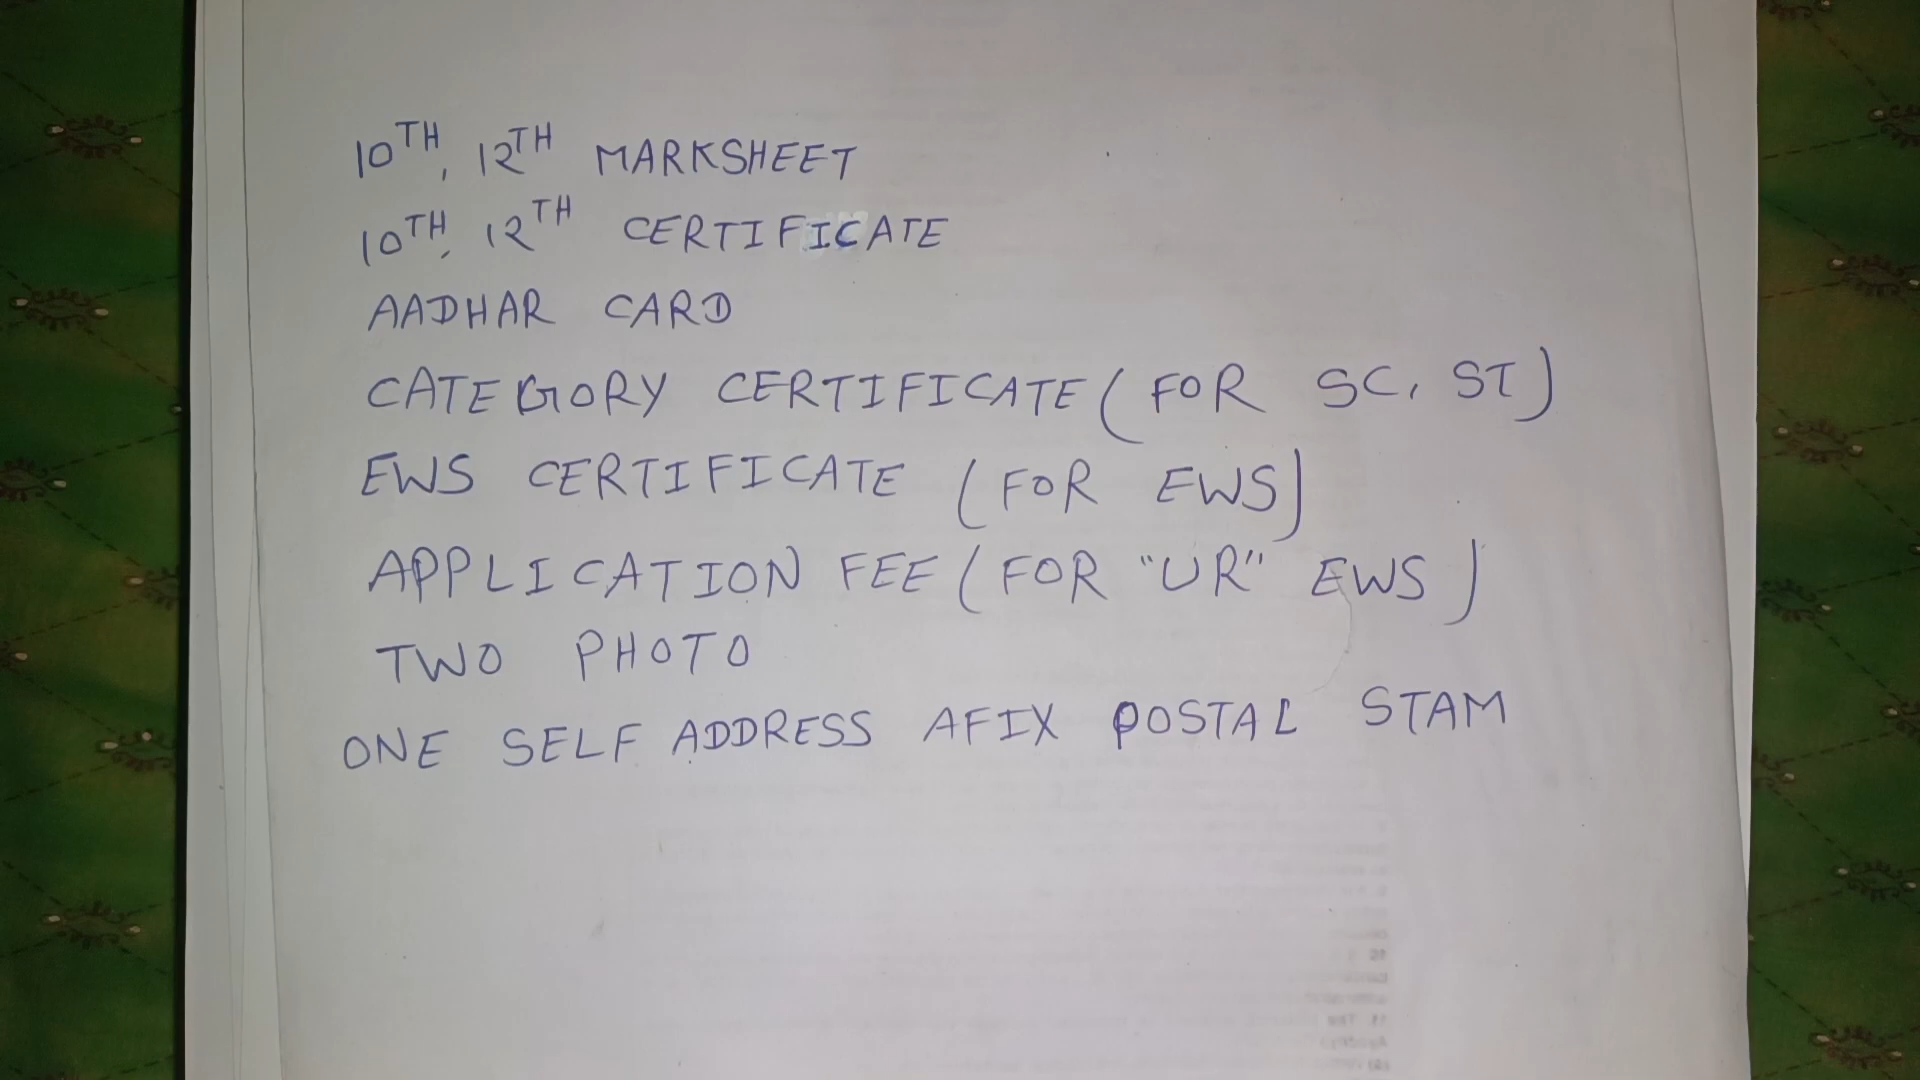 10TH, 12TH MARKSHEET
10TH, 12TH CERTIFICATE
AADHAR CARD
CATEGORY CERTIFICATE (FOR SC, ST)
EWS CERTIFICATE (FOR EWS)
APPLICATION FEE (FOR "UR" EWS)
TWO PHOTO
ONE SELF ADDRESS AFIX POSTAL STAM